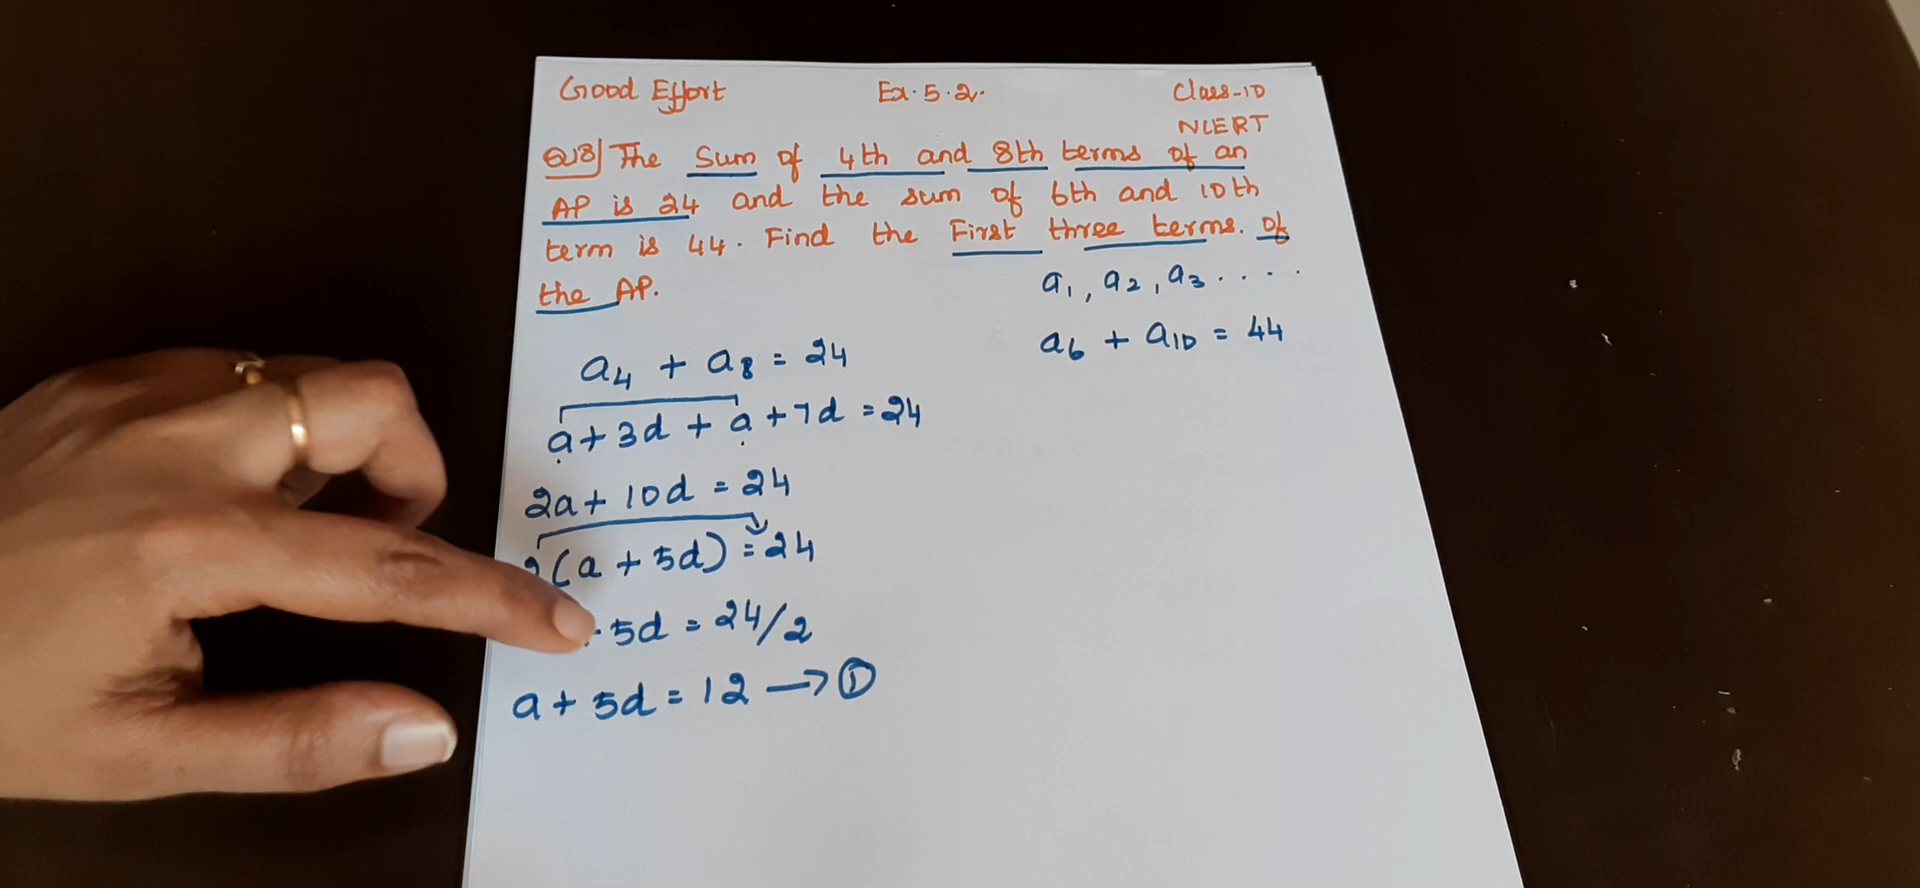 Good Effort Ex. 5.2. Class-10
NCERT
Q18) The Sum of 4th and 8th terms of an
AP is 24 and the sum of 6th and 10th
term is 44. Find the First three terms. of
the AP.
a₁, a₂, a₃ ....
a₄ + a₈ = 24
a₆ + a₁₀ = 44
a + 3d + a + 7d = 24
2a + 10d = 24
(a + 5d) = 24
5d = 24/2
a + 5d = 12 → ①